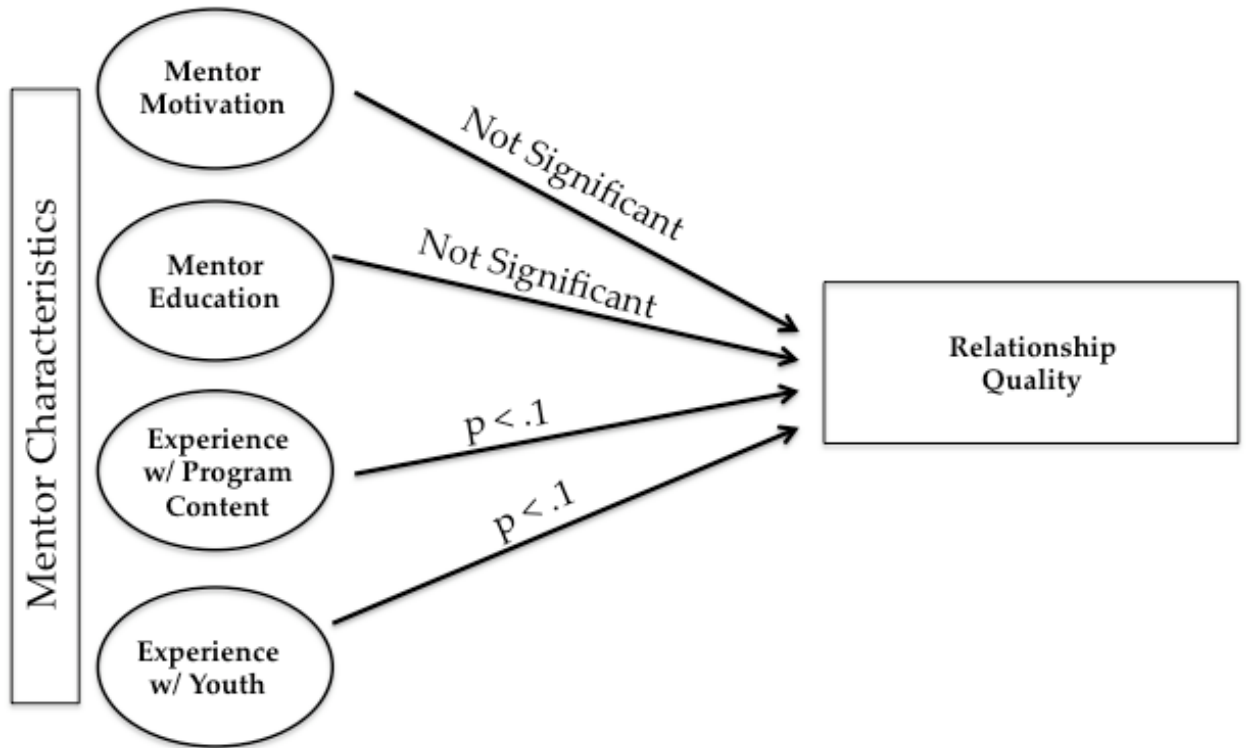 Mentor Characteristics
Mentor
Motivation
Not Significant
Mentor
Education
Not Significant
Experience
w/ Program
Content
p < .1
Experience
w/ Youth
p < .1
Relationship
Quality